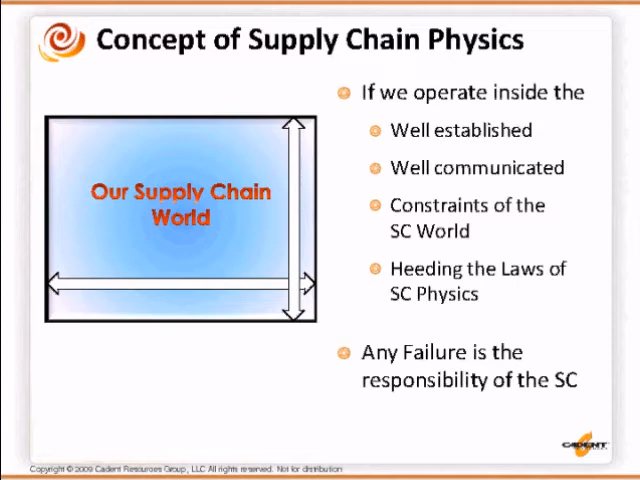 Concept of Supply Chain Physics
Our Supply Chain
World
If we operate inside the
Well established
Well communicated
Constraints of the
SC World
Heeding the Laws of
SC Physics
Any Failure is the
responsibility of the SC
CADENT
Copyright © 2009 Cadent Resources Group, LLC All rights reserved. Not for distribution